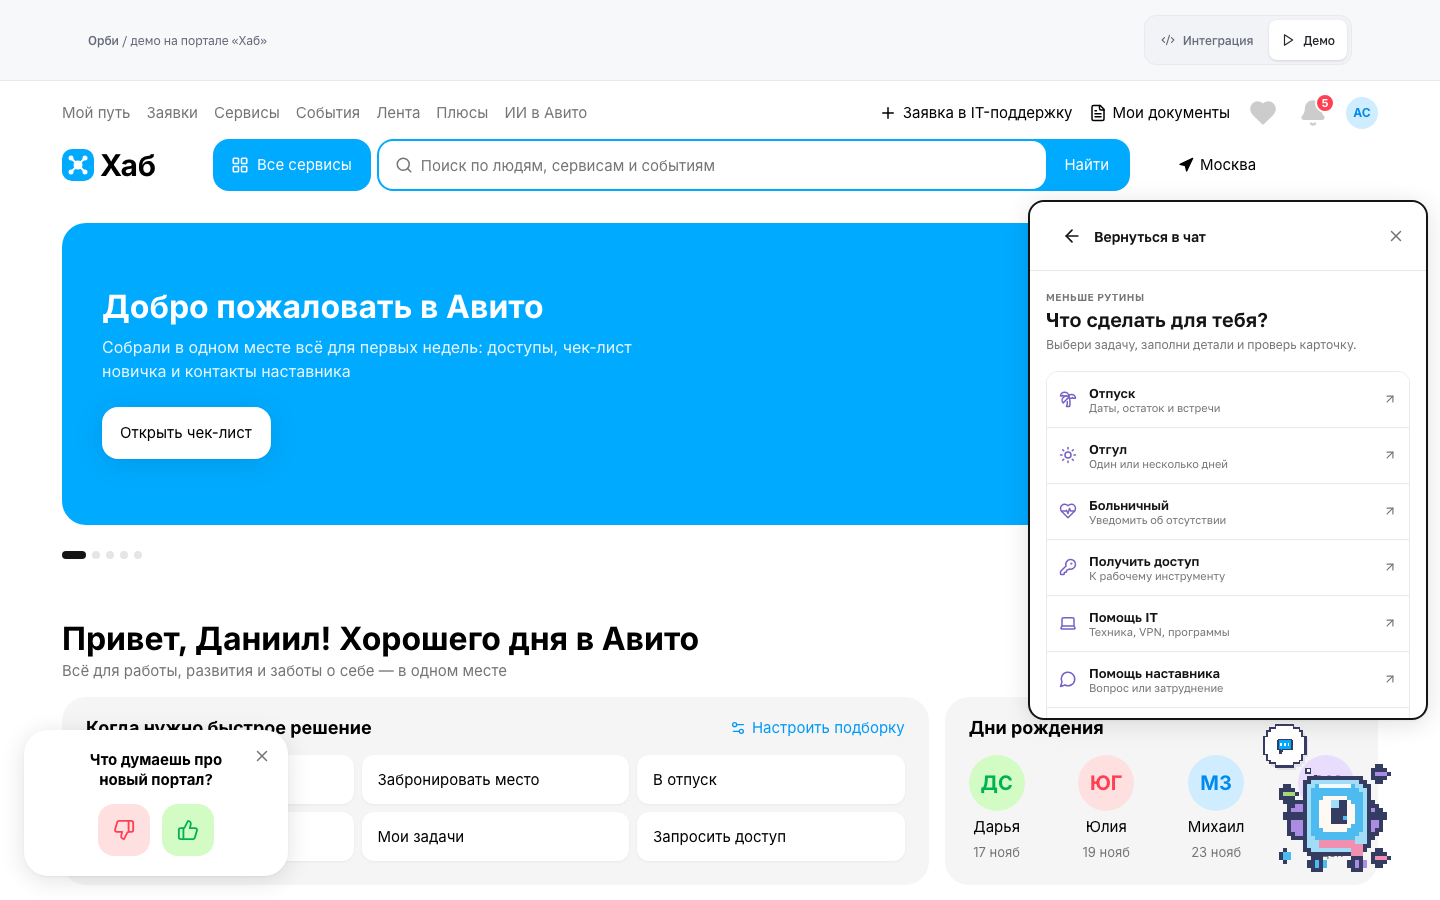 Орби / демо на портале «Хаб»
Интеграция
Демо
Мой путь
Заявки
Сервисы
События
Лента
Плюсы
ИИ в Авито
Заявка в IT-поддержку
Мои документы
5
АС
Хаб
Все сервисы
Поиск по людям, сервисам и событиям
Найти
Москва
Добро пожаловать в Авито
Собрали в одном месте всё для первых недель: доступы, чек-лист
новичка и контакты наставника
Открыть чек-лист
Вернуться в чат
МЕНЬШЕ РУТИНЫ
Что сделать для тебя?
Выбери задачу, заполни детали и проверь карточку.
Отпуск
Даты, остаток и встречи
Отгул
Один или несколько дней
Больничный
Уведомить об отсутствии
Получить доступ
К рабочему инструменту
Помощь IT
Техника, VPN, программы
Помощь наставника
Вопрос или затруднение
Привет, Даниил! Хорошего дня в Авито
Всё для работы, развития и заботы о себе — в одном месте
Когда нужно быстрое решение
Настроить подборку
Забронировать место
В отпуск
Мои задачи
Запросить доступ
Что думаешь про
новый портал?
Дни рождения
ДС
ЮГ
МЗ
Дарья
Юлия
Михаил
17 нояб
19 нояб
23 нояб